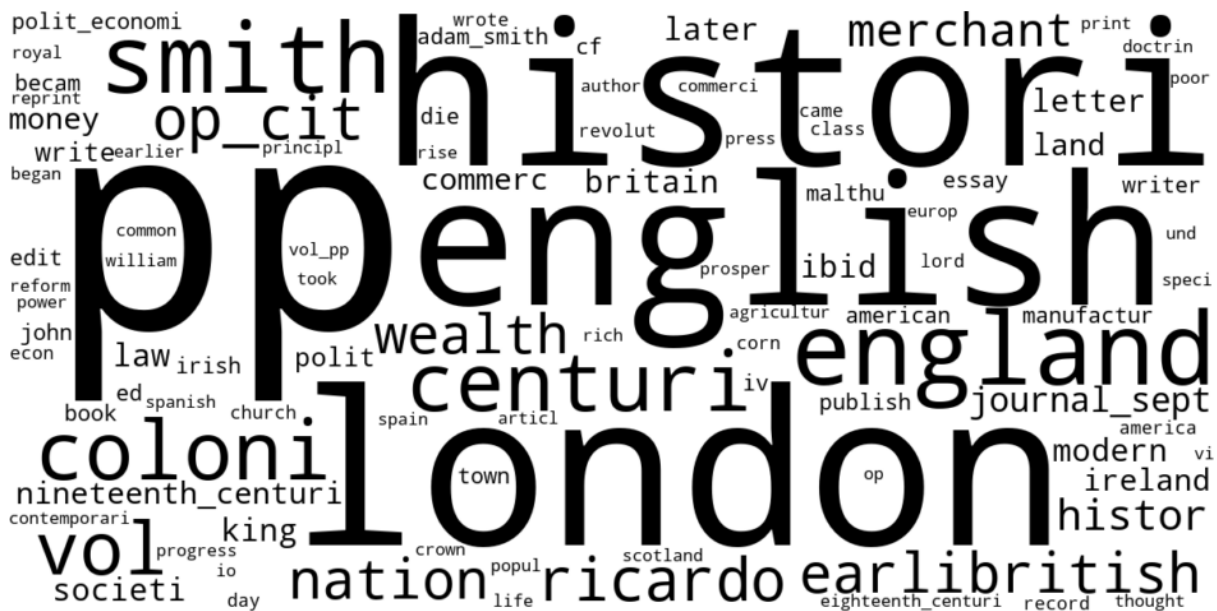 polit_economi
wrote
later
merchant
print
royal
smith
adam_smith
cf
histori
doctrin
becam
author
commerci
poor
reprint
money
op_cit
die
revolut
press
came
class
letter
write
earlier
principl
rise
land
began
pp
commerc
britain
english
malthu
essay
writer
common
william
vol_pp
took
europ
und
edit
prosper
ibid
lord
speci
reform
power
agricultur
american
manufactur
john
wealth
rich
corn
england
econ
law
irish
polit
centuri
iv
ed
spanish
book
church
spain
articl
publish
journal_sept
coloni
london
town
op
america
modern
vi
nineteenth_centuri
ireland
contemporari
king
histor
vol
progress
crown
scotland
io
nation
popul
ricardo
earli
british
societi
day
life
eighteenth_centuri
record
thought